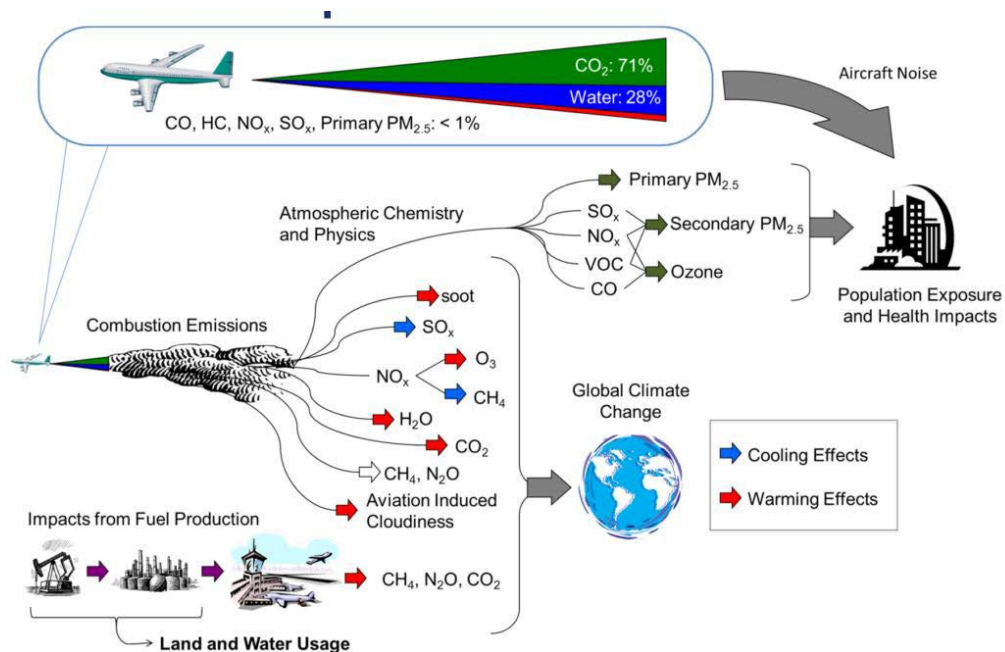 CO₂: 71%
Water: 28%
CO, HC, NOₓ, SOₓ, Primary PM₂.₅: < 1%
Aircraft Noise
Atmospheric Chemistry
and Physics
Primary PM₂.₅
SOₓ
NOₓ
VOC
CO
Secondary PM₂.₅
Ozone
Population Exposure
and Health Impacts
Combustion Emissions
soot
SOₓ
NOₓ
O₃
CH₄
H₂O
CO₂
CH₄, N₂O
Aviation Induced
Cloudiness
Global Climate
Change
Cooling Effects
Warming Effects
Impacts from Fuel Production
CH₄, N₂O, CO₂
Land and Water Usage